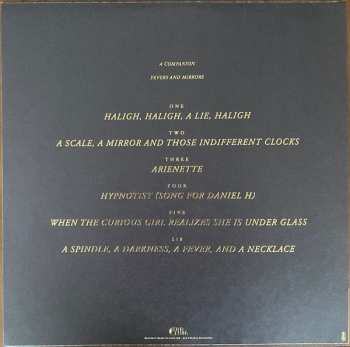 A COMPANION
FEVERS AND MIRRORS
ONE
HALIGH, HALIGH, A LIE, HALIGH
TWO
A SCALE, A MIRROR AND THOSE INDIFFERENT CLOCKS
THREE
ARIENETTE
FOUR
HYPNOTIST (SONG FOR DANIEL H)
FIVE
WHEN THE CURIOUS GIRL REALIZES SHE IS UNDER GLASS
SIX
A SPINDLE, A DARKNESS, A FEVER, AND A NECKLACE